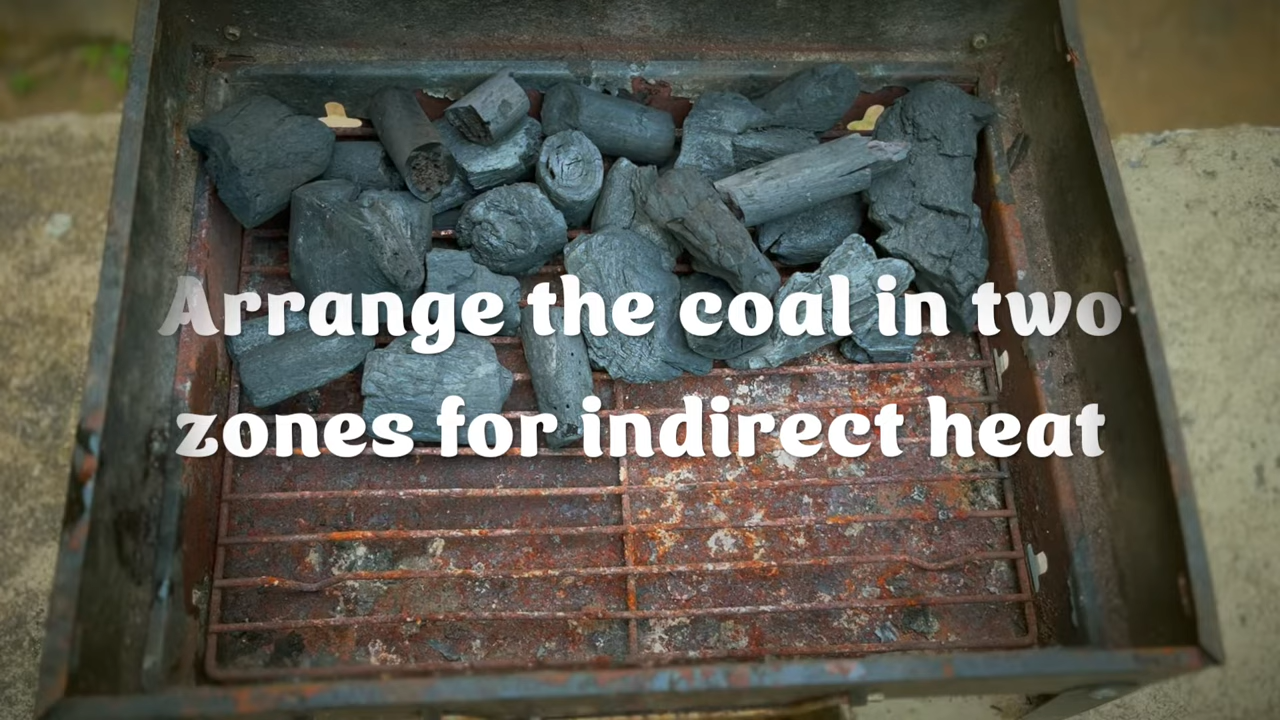 Arrange the coal in two
zones for indirect heat